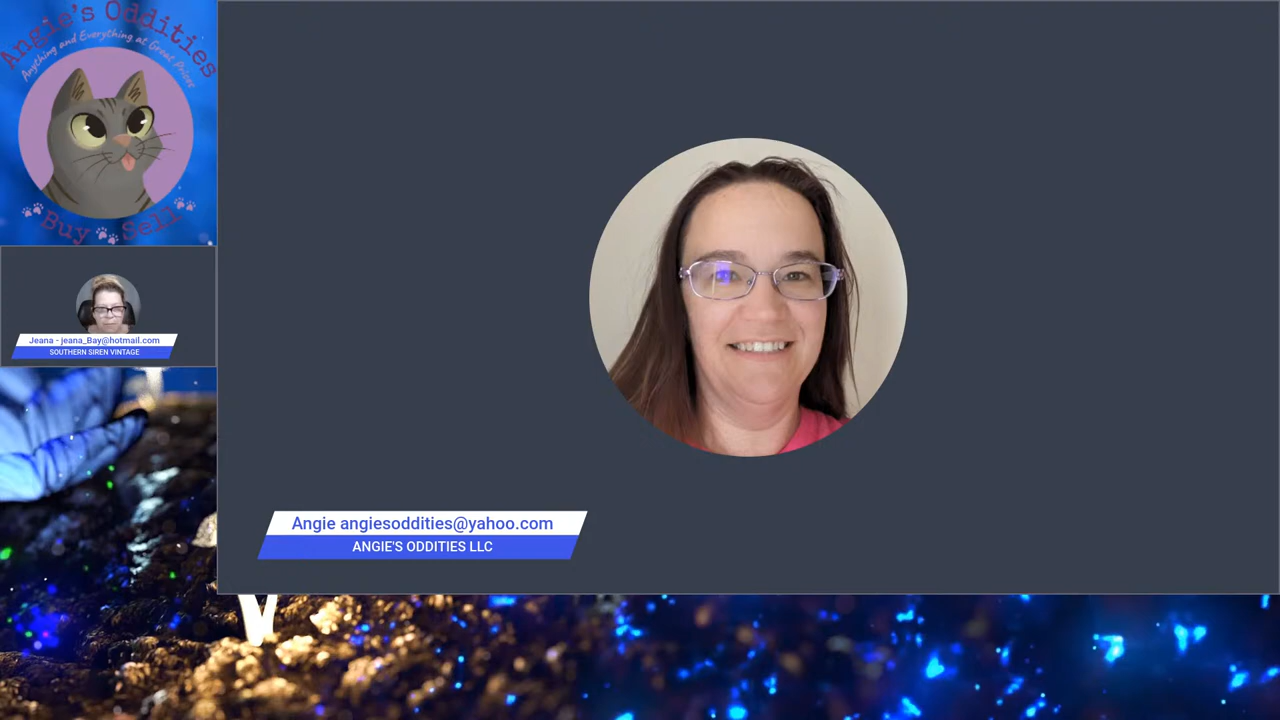 Angie's Oddities
Anything and Everything at Great Prices
Buy Sell
Jeana - jeana_Bay@hotmail.com
SOUTHERN SIREN VINTAGE
Angie angiesoddities@yahoo.com
ANGIE'S ODDITIES LLC